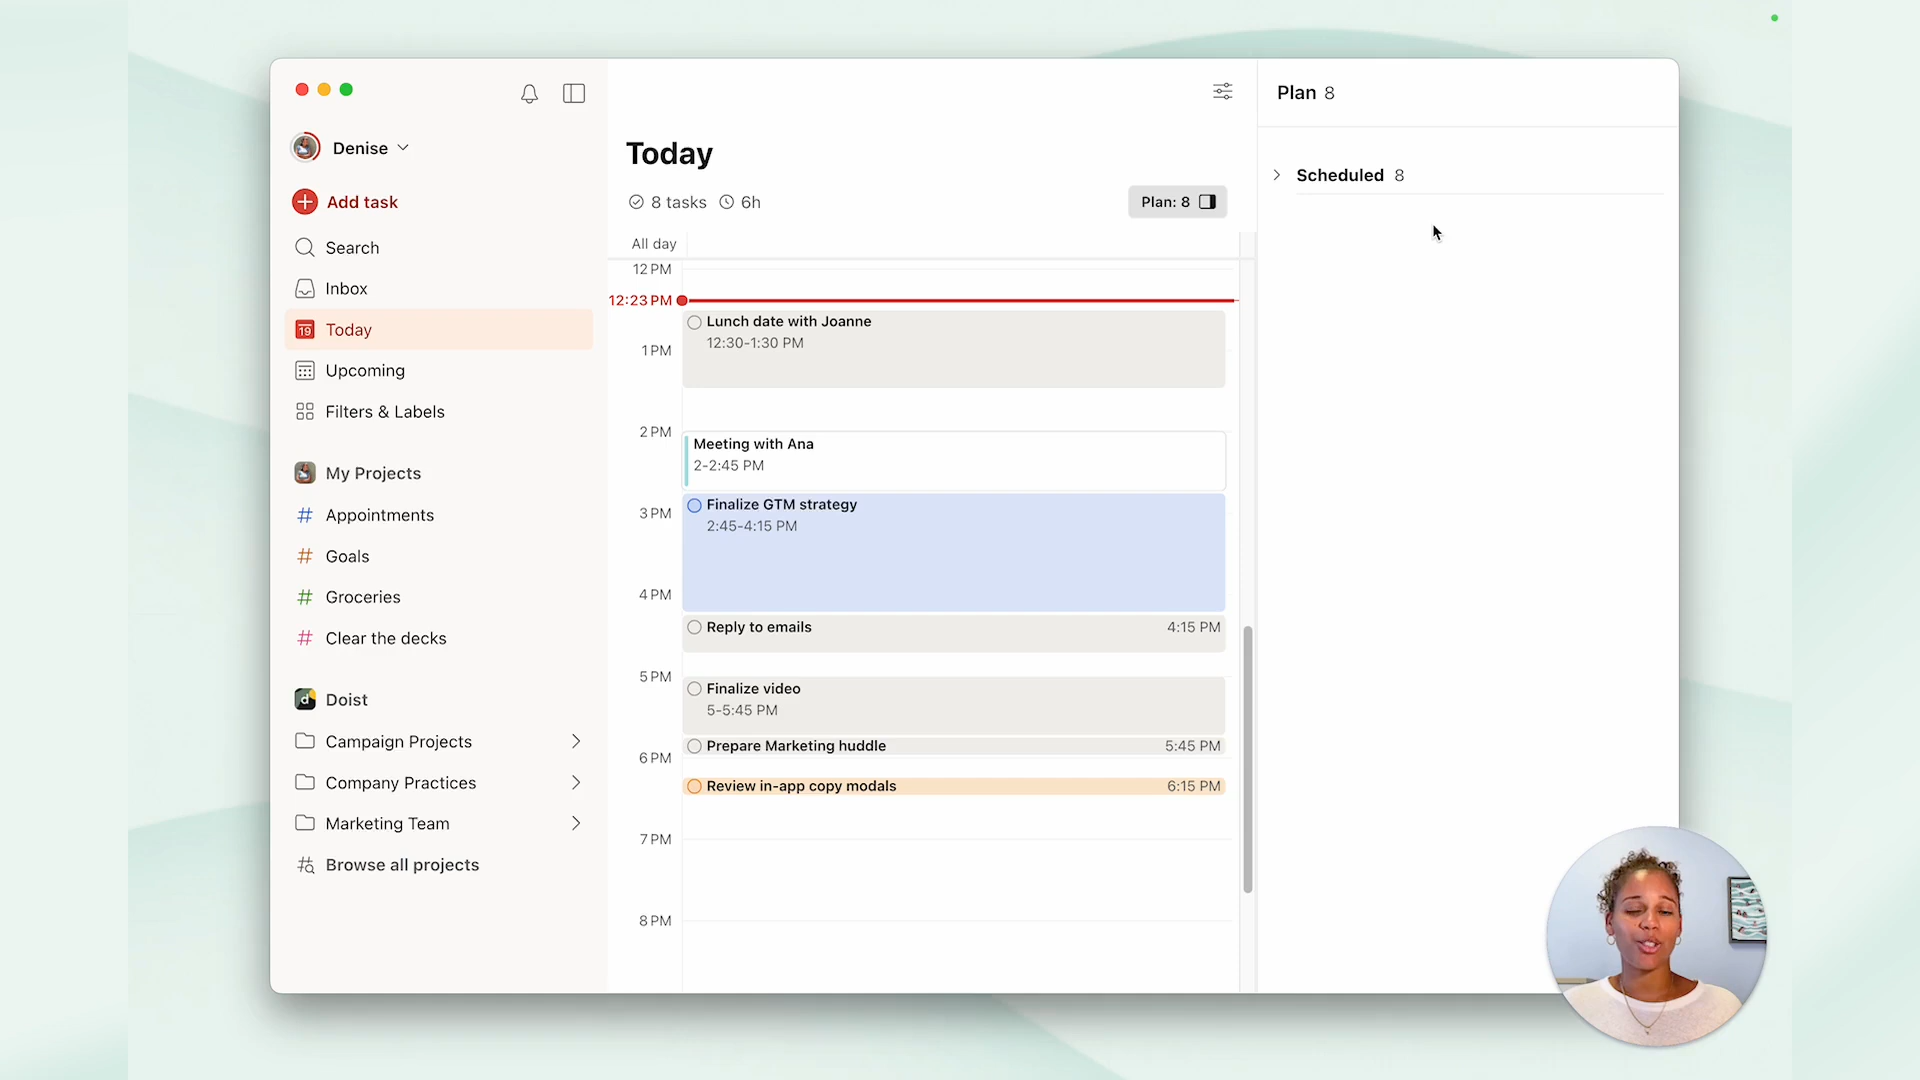 Denise
Add task
Search
Inbox
19
Today
Upcoming
Filters & Labels
My Projects
Appointments
Goals
Groceries
Clear the decks
d
Doist
Campaign Projects
Company Practices
Marketing Team
Browse all projects
Today
8 tasks 6h
Plan: 8
All day
12 PM
12:23 PM
Lunch date with Joanne
12:30-1:30 PM
1 PM
2 PM
Meeting with Ana
2-2:45 PM
Finalize GTM strategy
2:45-4:15 PM
3 PM
4 PM
Reply to emails 4:15 PM
5 PM
Finalize video
5-5:45 PM
Prepare Marketing huddle 5:45 PM
6 PM
Review in-app copy modals 6:15 PM
7 PM
8 PM
Plan 8
Scheduled 8